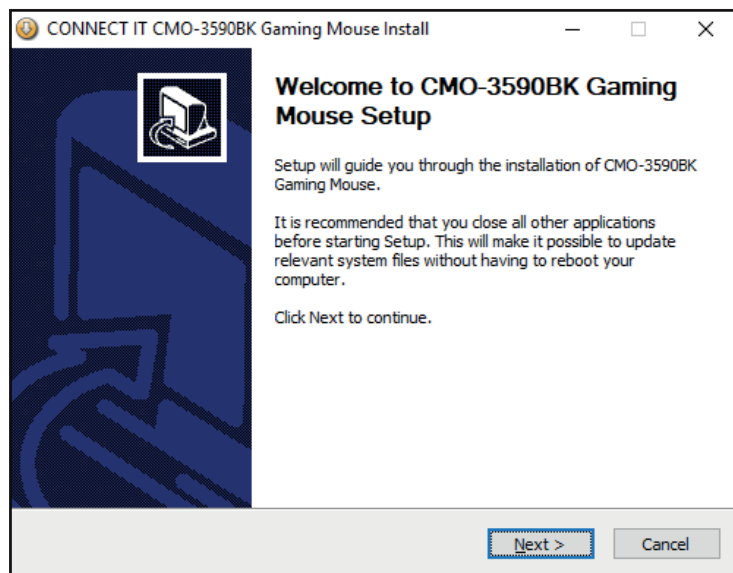 CONNECT IT CMO-3590BK Gaming Mouse Install
Welcome to CMO-3590BK Gaming
Mouse Setup
Setup will guide you through the installation of CMO-3590BK
Gaming Mouse.
It is recommended that you close all other applications
before starting Setup. This will make it possible to update
relevant system files without having to reboot your
computer.
Click Next to continue.
Next >
Cancel